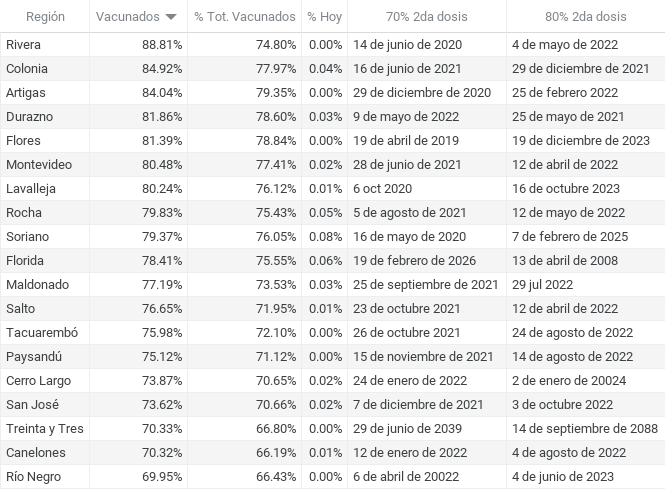 Región Vacunados % Tot. Vacunados % Hoy 70% 2da dosis 80% 2da dosis
Rivera 88.81% 74.80% 0.00% 14 de junio de 2020 4 de mayo de 2022
Colonia 84.92% 77.97% 0.04% 16 de junio de 2021 29 de diciembre de 2021
Artigas 84.04% 79.35% 0.00% 29 de diciembre de 2020 25 de febrero 2022
Durazno 81.86% 78.60% 0.03% 9 de mayo de 2022 25 de mayo de 2021
Flores 81.39% 78.84% 0.00% 19 de abril de 2019 19 de diciembre de 2023
Montevideo 80.48% 77.41% 0.02% 28 de junio de 2021 12 de abril de 2022
Lavalleja 80.24% 76.12% 0.01% 6 oct 2020 16 de octubre 2023
Rocha 79.83% 75.43% 0.05% 5 de agosto de 2021 12 de mayo de 2022
Soriano 79.37% 76.05% 0.08% 16 de mayo de 2020 7 de febrero de 2025
Florida 78.41% 75.55% 0.06% 19 de febrero de 2026 13 de abril de 2008
Maldonado 77.19% 73.53% 0.03% 25 de septiembre de 2021 29 jul 2022
Salto 76.65% 71.95% 0.01% 23 de octubre 2021 12 de abril de 2022
Tacuarembó 75.98% 72.10% 0.00% 26 de octubre 2021 24 de agosto de 2022
Paysandú 75.12% 71.12% 0.00% 15 de noviembre de 2021 14 de agosto de 2022
Cerro Largo 73.87% 70.65% 0.02% 24 de enero de 2022 2 de enero de 20024
San José 73.62% 70.66% 0.02% 7 de diciembre de 2021 3 de octubre 2022
Treinta y Tres 70.33% 66.80% 0.00% 29 de junio de 2039 14 de septiembre de 2088
Canelones 70.32% 66.19% 0.01% 12 de enero de 2022 4 de agosto de 2022
Río Negro 69.95% 66.43% 0.00% 6 de abril de 20022 4 de junio de 2023